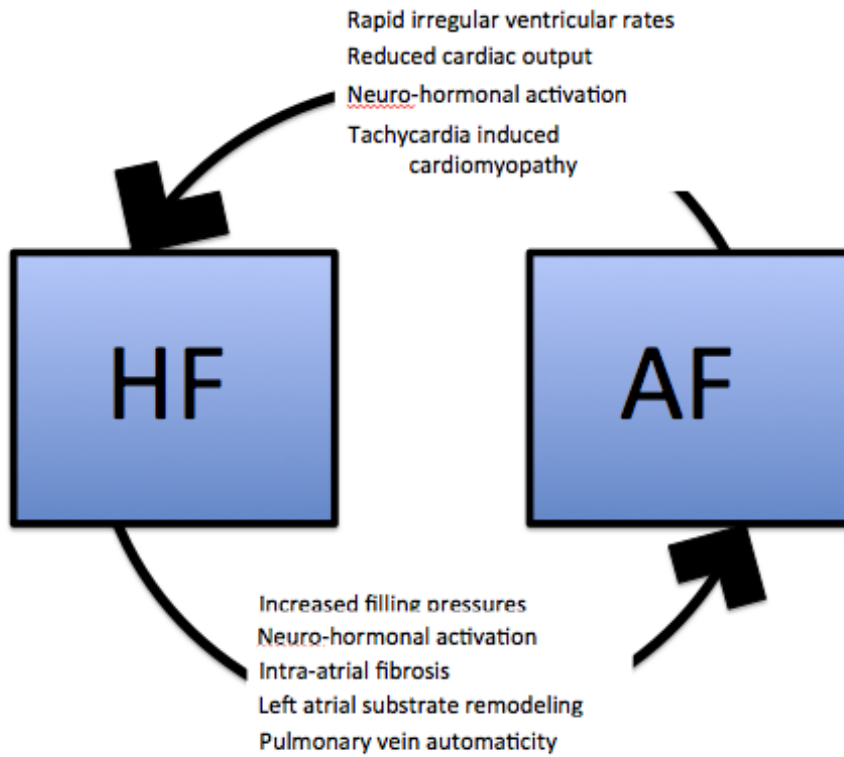 Rapid irregular ventricular rates
Reduced cardiac output
Neuro-hormonal activation
Tachycardia induced
cardiomyopathy
HF
AF
Increased filling pressures
Neuro-hormonal activation
Intra-atrial fibrosis
Left atrial substrate remodeling
Pulmonary vein automaticity